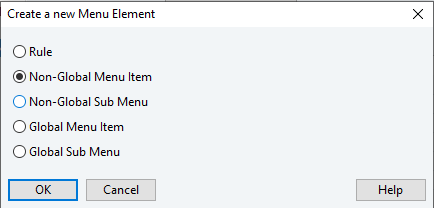 Create a new Menu Element
Rule
Non-Global Menu Item
Non-Global Sub Menu
Global Menu Item
Global Sub Menu
OK Cancel Help